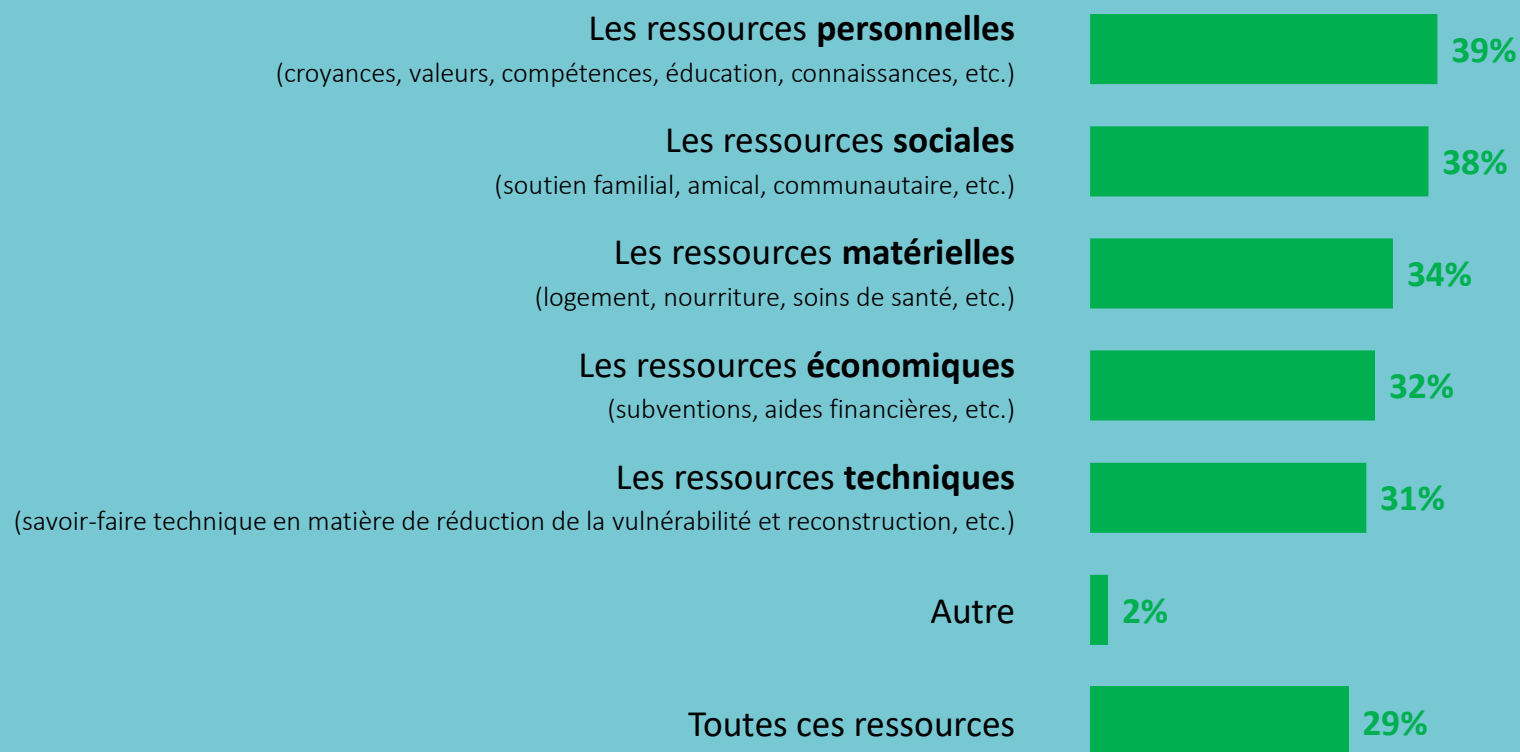 Les ressources personnelles
39%
(croyances, valeurs, compétences, éducation, connaissances, etc.)
Les ressources sociales
38%
(soutien familial, amical, communautaire, etc.)
Les ressources matérielles
34%
(logement, nourriture, soins de santé, etc.)
Les ressources économiques
32%
(subventions, aides financières, etc.)
Les ressources techniques
31%
(savoir-faire technique en matière de réduction de la vulnérabilité et reconstruction, etc.)
Autre
2%
Toutes ces ressources
29%